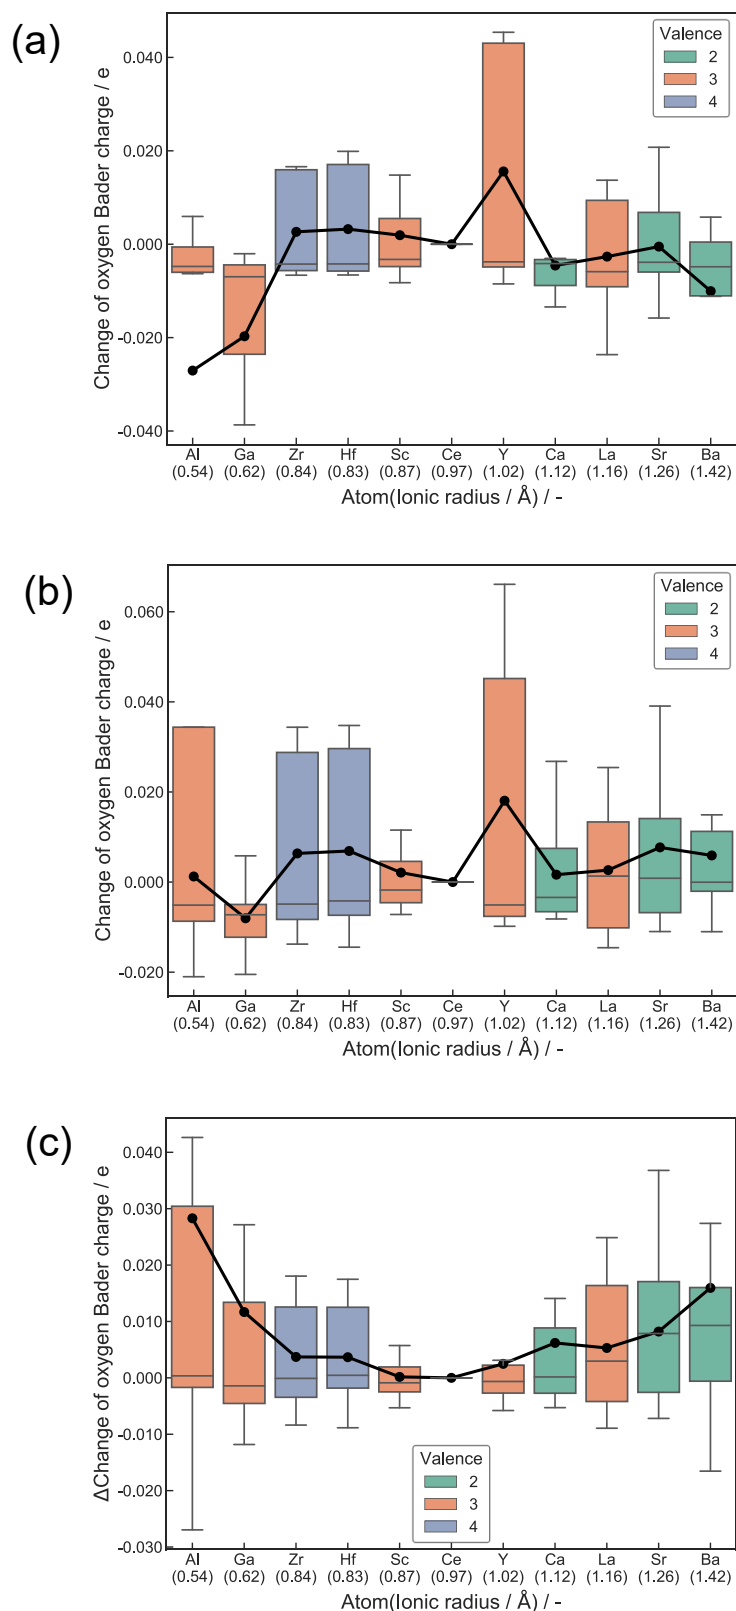 (a)
Change of oxygen Bader charge / e
0.040
0.020
0.000
-0.020
-0.040
Valence
2
3
4
Al Ga Zr Hf Sc Ce Y Ca La Sr Ba
(0.54) (0.62) (0.84) (0.83) (0.87) (0.97) (1.02) (1.12) (1.16) (1.26) (1.42)
Atom(Ionic radius / Å) / -
(b)
Change of oxygen Bader charge / e
0.060
0.040
0.020
0.000
-0.020
Valence
2
3
4
Al Ga Zr Hf Sc Ce Y Ca La Sr Ba
(0.54) (0.62) (0.84) (0.83) (0.87) (0.97) (1.02) (1.12) (1.16) (1.26) (1.42)
Atom(Ionic radius / Å) / -
(c)
ΔChange of oxygen Bader charge / e
0.040
0.030
0.020
0.010
0.000
-0.010
-0.020
-0.030
Valence
2
3
4
Al Ga Zr Hf Sc Ce Y Ca La Sr Ba
(0.54) (0.62) (0.84) (0.83) (0.87) (0.97) (1.02) (1.12) (1.16) (1.26) (1.42)
Atom(Ionic radius / Å) / -